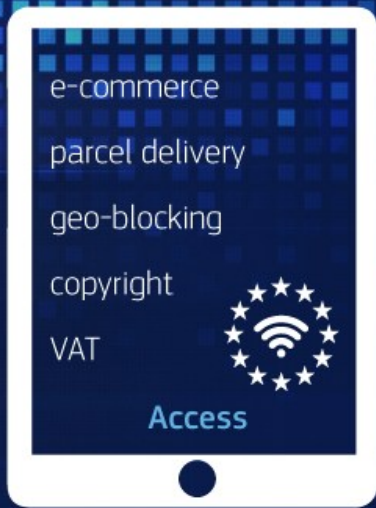 e-commerce
parcel delivery
geo-blocking
copyright
VAT
Access